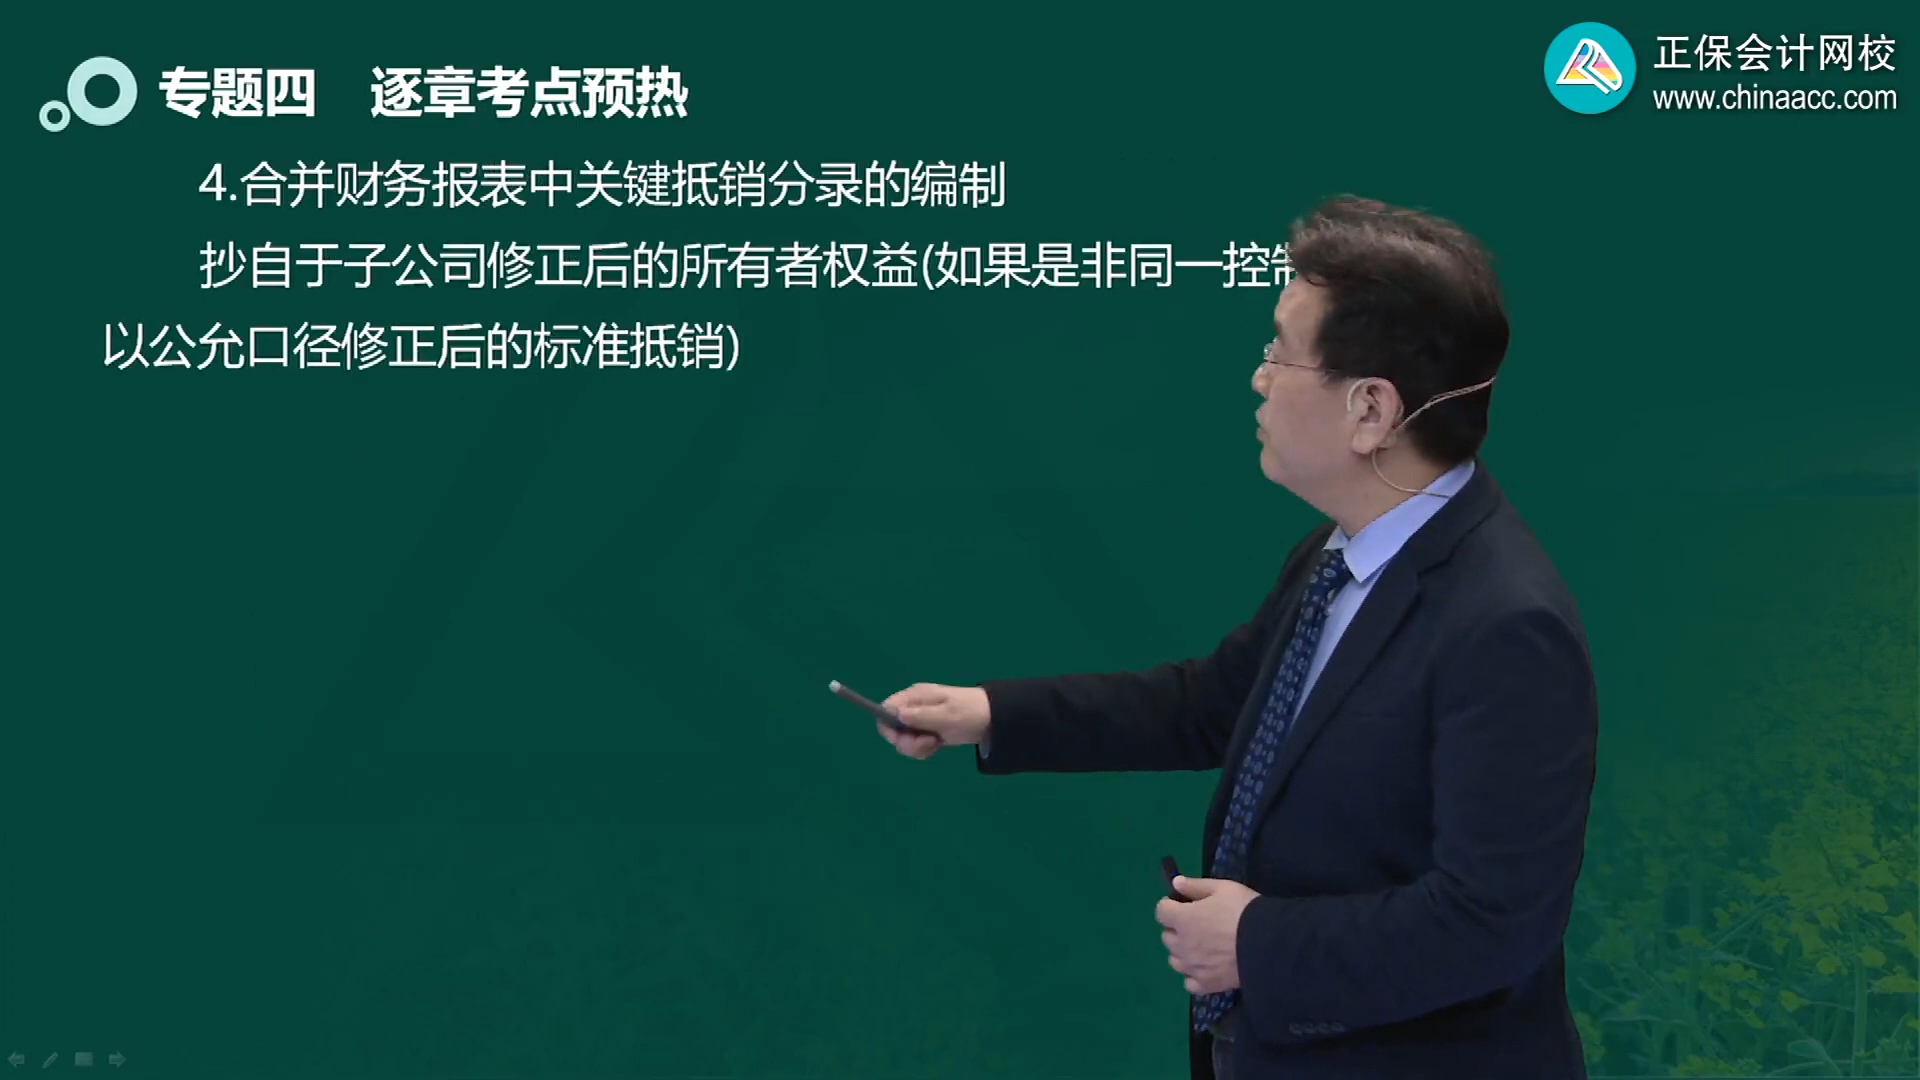 正保会计网校
www.chinaacc.com
专题四 逐章考点预热
4.合并财务报表中关键抵销分录的编制
抄自于子公司修正后的所有者权益(如果是非同一控
以公允口径修正后的标准抵销)